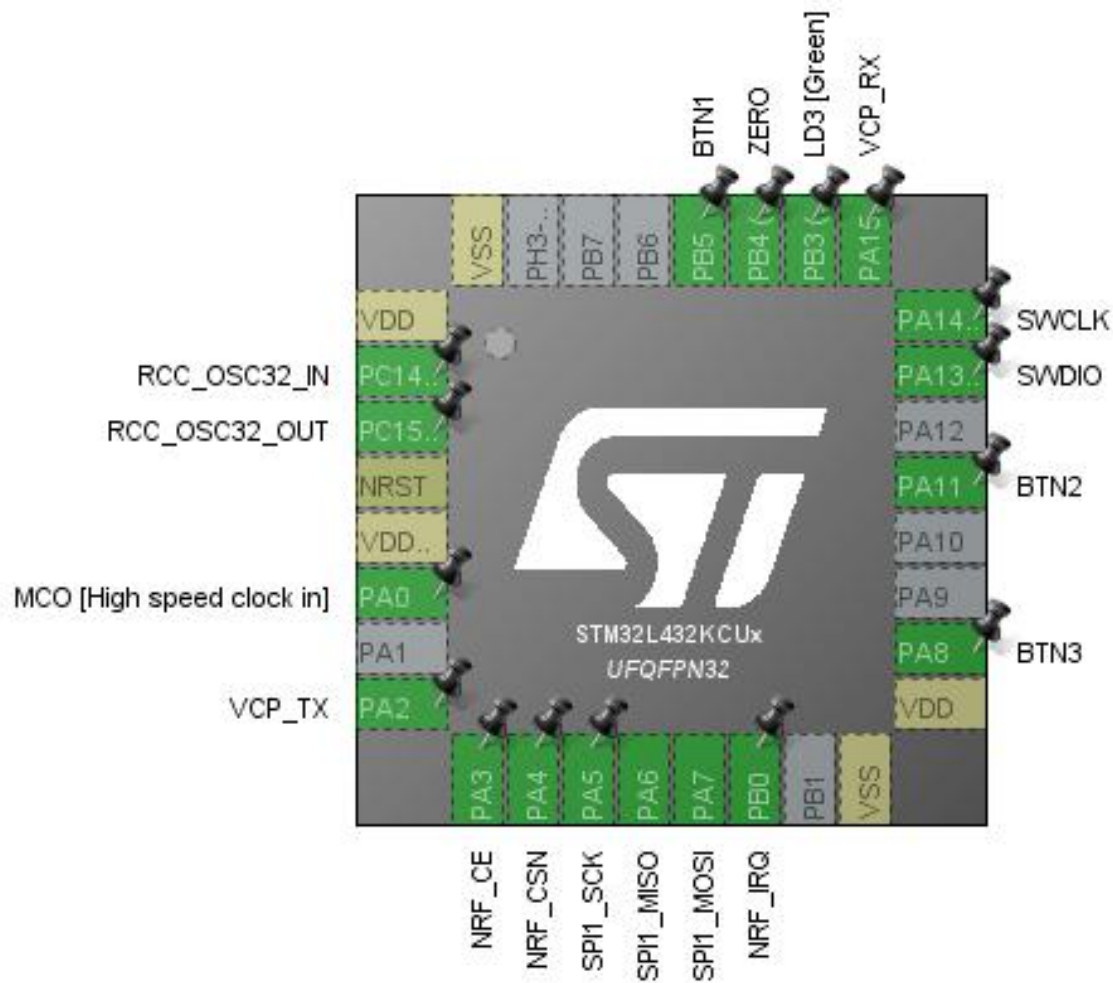 BTN1
ZERO
LD3 [Green]
VCP_RX
VSS
PH3-..
PB7
PB6
PB5
PB4 (
PB3 (
PA15
VDD
RCC_OSC32_IN PC14..
RCC_OSC32_OUT PC15..
NRST
VDD..
MCO [High speed clock in] PA0
PA1
VCP_TX PA2
PA14.. SWCLK
PA13.. SWDIO
PA12
PA11 BTN2
PA10
PA9
PA8 BTN3
VDD
ST
STM32L432KCUx
UFQFPN32
PA3
PA4
PA5
PA6
PA7
PB0
PB1
VSS
NRF_CE
NRF_CSN
SPI1_SCK
SPI1_MISO
SPI1_MOSI
NRF_IRQ